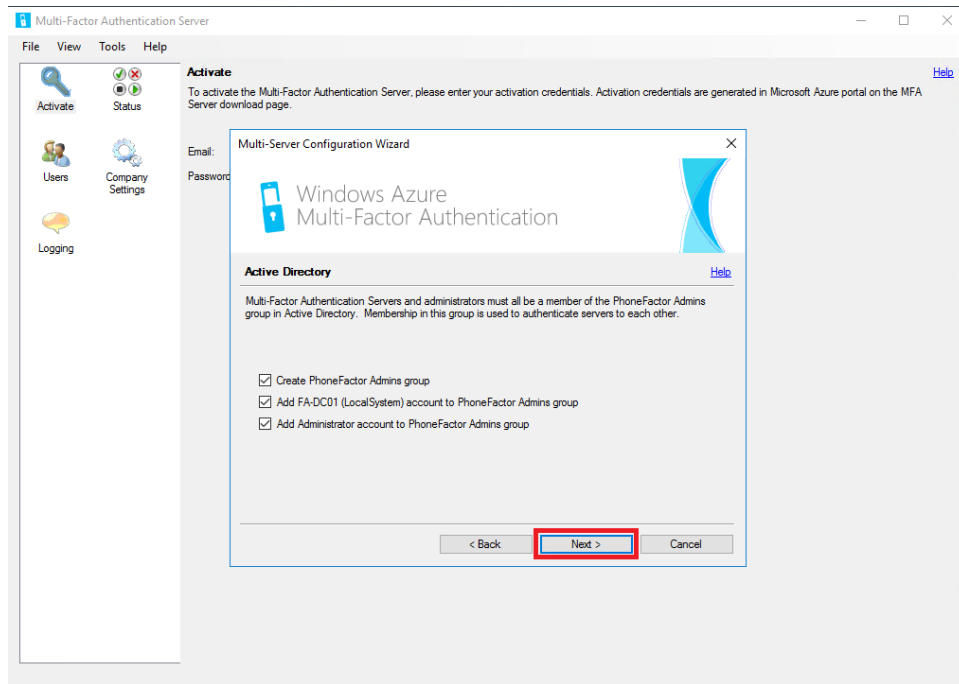 Multi-Factor Authentication Server
File View Tools Help
Activate
Status
Users
Company
Settings
Logging
Activate
Help
To activate the Multi-Factor Authentication Server, please enter your activation credentials. Activation credentials are generated in Microsoft Azure portal on the MFA
Server download page.
Email:
Password
Multi-Server Configuration Wizard
Windows Azure
Multi-Factor Authentication
Active Directory
Help
Multi-Factor Authentication Servers and administrators must all be a member of the PhoneFactor Admins
group in Active Directory. Membership in this group is used to authenticate servers to each other.
Create PhoneFactor Admins group
Add FA-DC01 (LocalSystem) account to PhoneFactor Admins group
Add Administrator account to PhoneFactor Admins group
< Back
Next >
Cancel